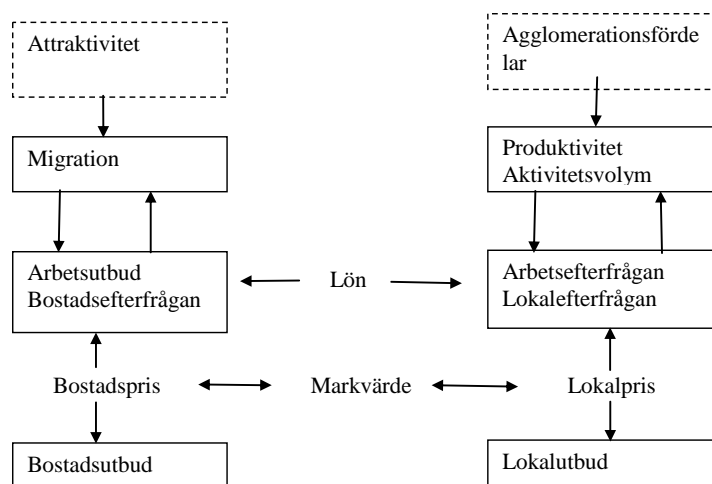 Attraktivitet
Agglomerationsförde
lar
Migration
Produktivitet
Aktivitetsvolym
Arbetsutbud
Bostadsefterfrågan
Lön
Arbetsefterfrågan
Lokalefterfrågan
Bostadspris
Markvärde
Lokalpris
Bostadsutbud
Lokalutbud